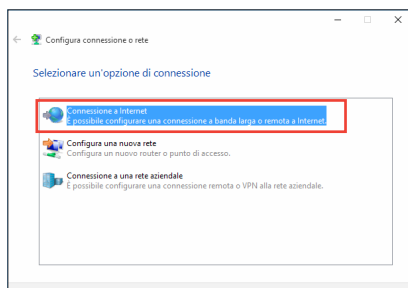 Configura connessione o rete
Selezionare un'opzione di connessione
Connessione a Internet
È possibile configurare una connessione a banda larga o remota a Internet.
Configura una nuova rete
Configura un nuovo router o punto di accesso.
Connessione a una rete aziendale
È possibile configurare una connessione remota o VPN alla rete aziendale.